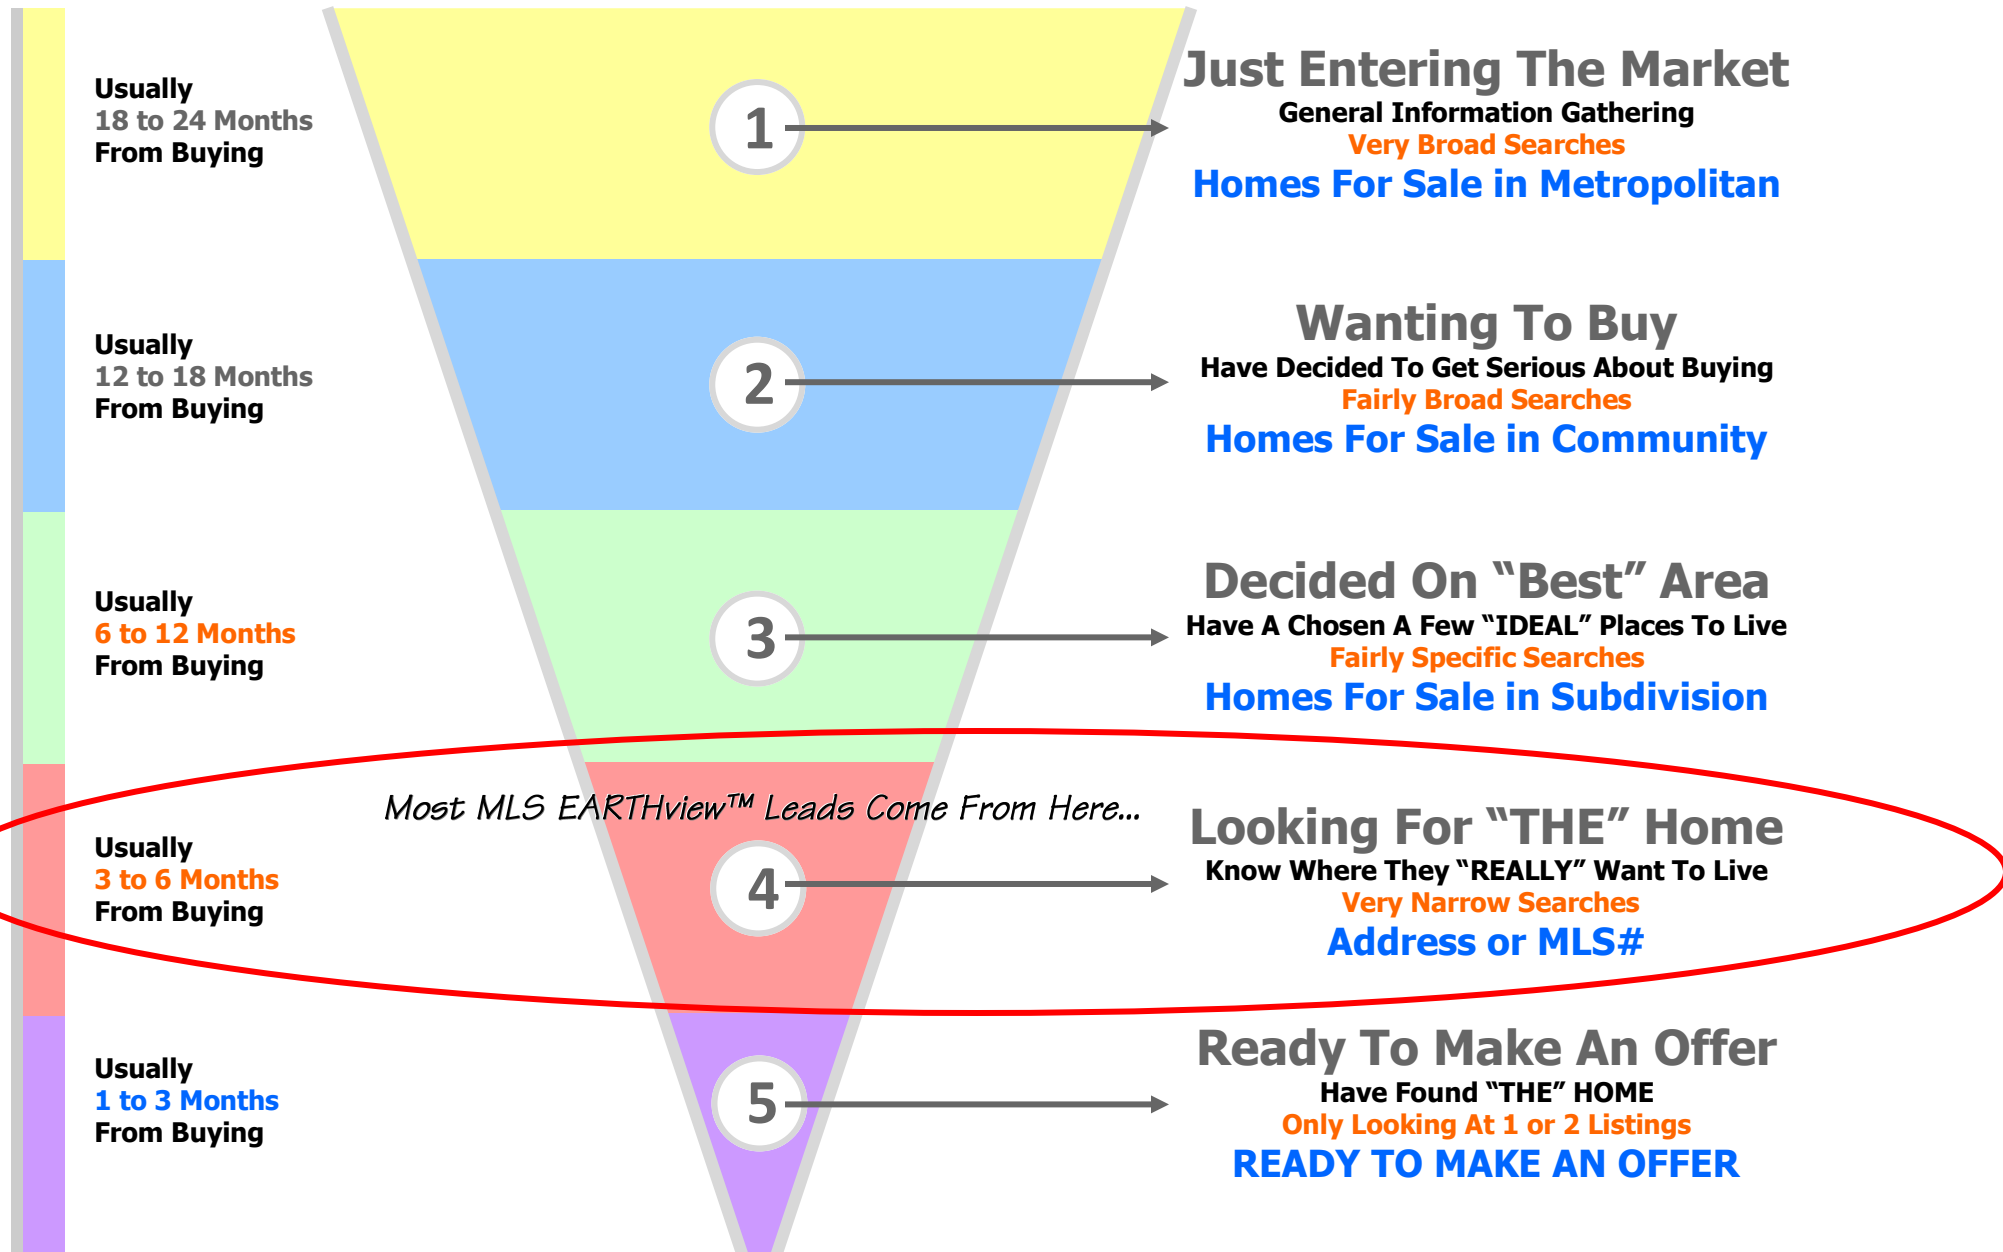 Usually
18 to 24 Months
From Buying
1
Just Entering The Market
General Information Gathering
Very Broad Searches
Homes For Sale in Metropolitan
Usually
12 to 18 Months
From Buying
2
Wanting To Buy
Have Decided To Get Serious About Buying
Fairly Broad Searches
Homes For Sale in Community
Usually
6 to 12 Months
From Buying
3
Decided On “Best” Area
Have A Chosen A Few “IDEAL” Places To Live
Fairly Specific Searches
Homes For Sale in Subdivision
Most MLS EARTHview™ Leads Come From Here...
Usually
3 to 6 Months
From Buying
4
Looking For “THE” Home
Know Where They “REALLY” Want To Live
Very Narrow Searches
Address or MLS#
Usually
1 to 3 Months
From Buying
5
Ready To Make An Offer
Have Found “THE” HOME
Only Looking At 1 or 2 Listings
READY TO MAKE AN OFFER